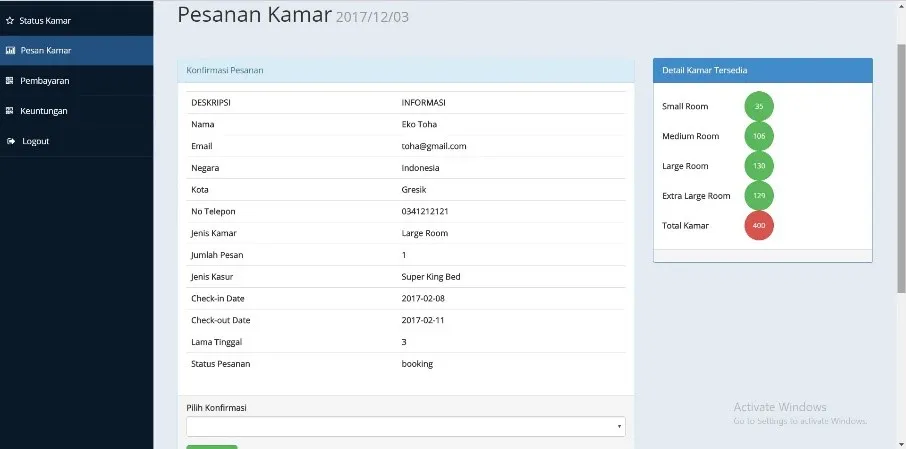 Status Kamar
Pesan Kamar
Pembayaran
Keuntungan
Logout
Pesanan Kamar 2017/12/03
Konfirmasi Pesanan
DESKRIPSI INFORMASI
Nama Eko Toha
Email toha@gmail.com
Negara Indonesia
Kota Gresik
No Telepon 0341212121
Jenis Kamar Large Room
Jumlah Pesan 1
Jenis Kasur Super King Bed
Check-in Date 2017-02-08
Check-out Date 2017-02-11
Lama Tinggal 3
Status Pesanan booking
Pilih Konfirmasi
Detail Kamar Tersedia
Small Room 35
Medium Room 106
Large Room 130
Extra Large Room 129
Total Kamar 400
Activate Windows
Go to Settings to activate Windows.